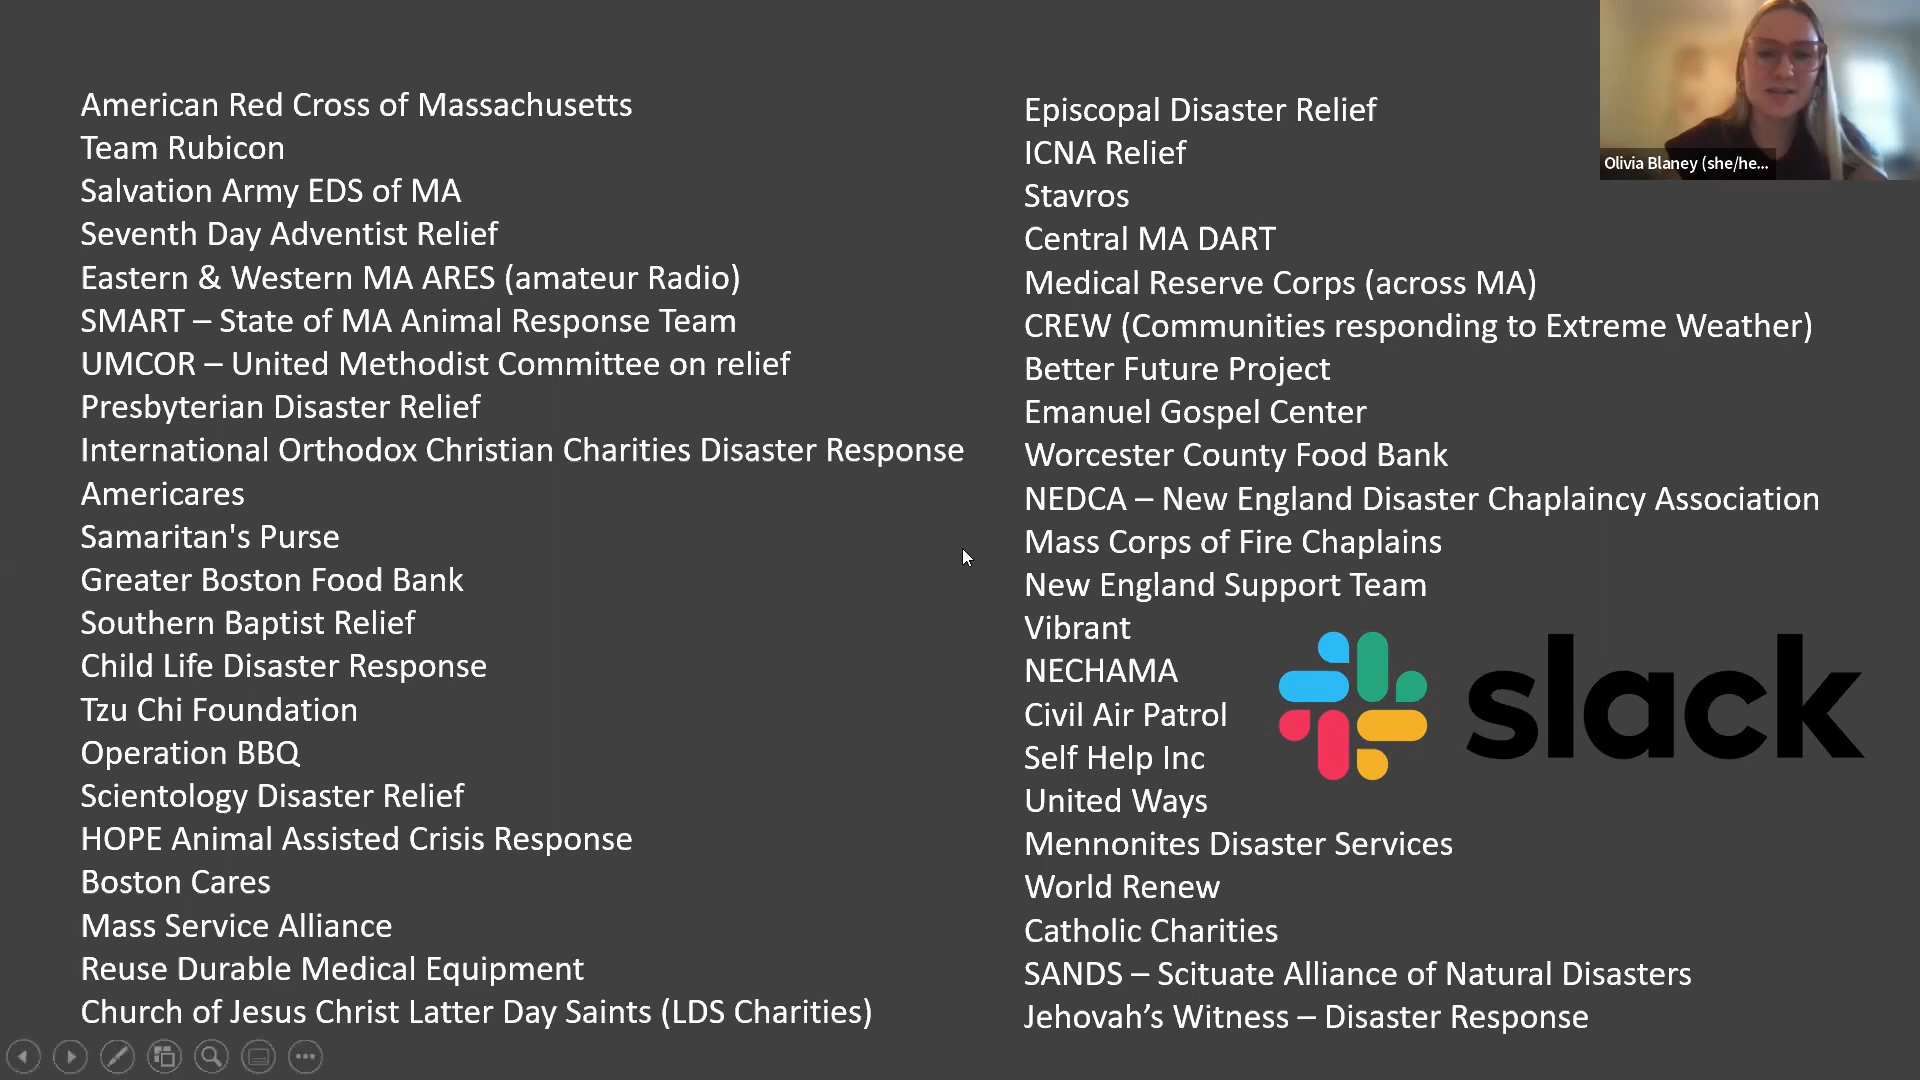 American Red Cross of Massachusetts
Team Rubicon
Salvation Army EDS of MA
Seventh Day Adventist Relief
Eastern & Western MA ARES (amateur Radio)
SMART – State of MA Animal Response Team
UMCOR – United Methodist Committee on relief
Presbyterian Disaster Relief
International Orthodox Christian Charities Disaster Response
Americares
Samaritan's Purse
Greater Boston Food Bank
Southern Baptist Relief
Child Life Disaster Response
Tzu Chi Foundation
Operation BBQ
Scientology Disaster Relief
HOPE Animal Assisted Crisis Response
Boston Cares
Mass Service Alliance
Reuse Durable Medical Equipment
Church of Jesus Christ Latter Day Saints (LDS Charities)
Episcopal Disaster Relief
ICNA Relief
Stavros
Central MA DART
Medical Reserve Corps (across MA)
CREW (Communities responding to Extreme Weather)
Better Future Project
Emanuel Gospel Center
Worcester County Food Bank
NEDCA – New England Disaster Chaplaincy Association
Mass Corps of Fire Chaplains
New England Support Team
Vibrant
NECHAMA
Civil Air Patrol
Self Help Inc
United Ways
Mennonites Disaster Services
World Renew
Catholic Charities
SANDS – Scituate Alliance of Natural Disasters
Jehovah’s Witness – Disaster Response
slack
Olivia Blaney (she/he...